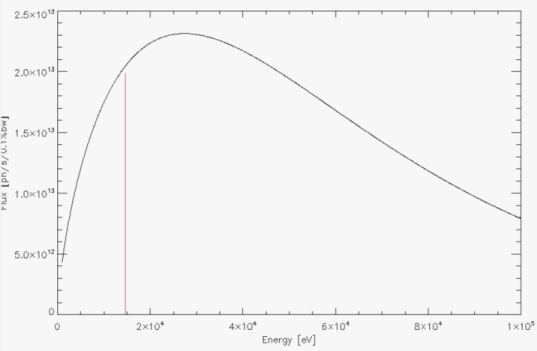 2.5×10¹³
2.0×10¹³
1.5×10¹³
1.0×10¹³
5.0×10¹²
0
Flux [ph/s/0.1%bw]
0 2×10⁴ 4×10⁴ 6×10⁴ 8×10⁴ 1×10⁵
Energy [eV]